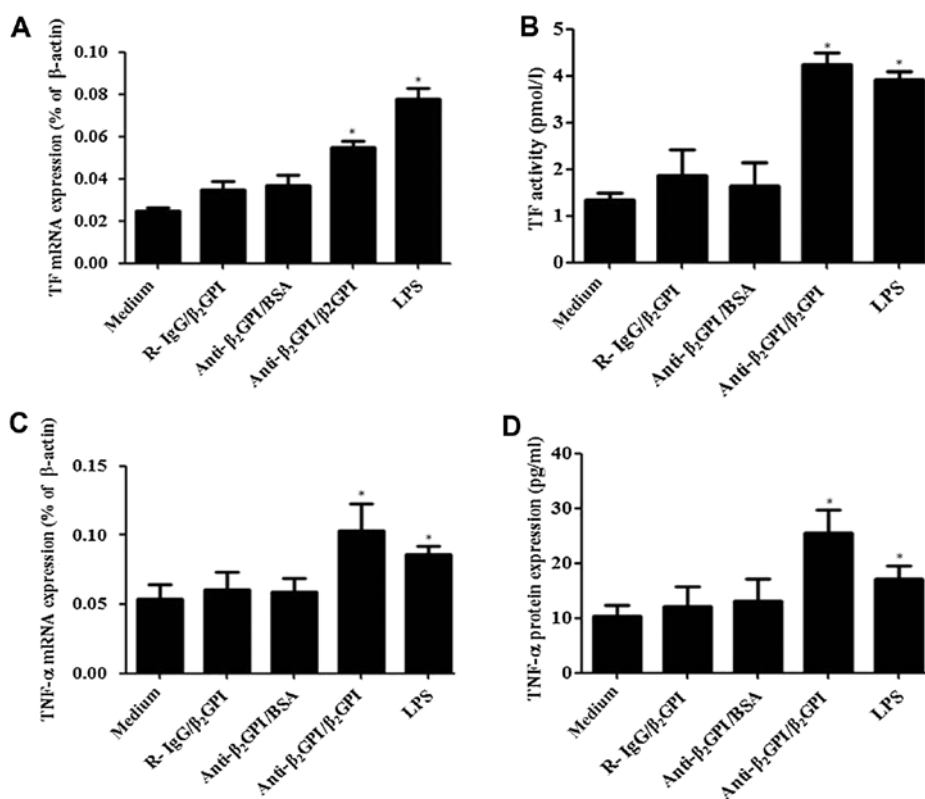 A
TF mRNA expression (% of β-actin)
0.10
0.08
0.06
0.04
0.02
0.00
*
*
Medium
R- IgG/β₂GPI
Anti-β₂GPI/BSA
Anti-β₂GPI/β2GPI
LPS
B
TF activity (pmol/l)
5
4
3
2
1
0
*
*
Medium
R- IgG/β₂GPI
Anti-β₂GPI/BSA
Anti-β₂GPI/β₂GPI
LPS
C
TNF-α mRNA expression (% of β-actin)
0.15
0.10
0.05
0.00
*
*
Medium
R- IgG/β₂GPI
Anti-β₂GPI/BSA
Anti-β₂GPI/β₂GPI
LPS
D
TNF-α protein expression (pg/ml)
40
30
20
10
0
*
*
Medium
R- IgG/β₂GPI
Anti-β₂GPI/BSA
Anti-β₂GPI/β₂GPI
LPS